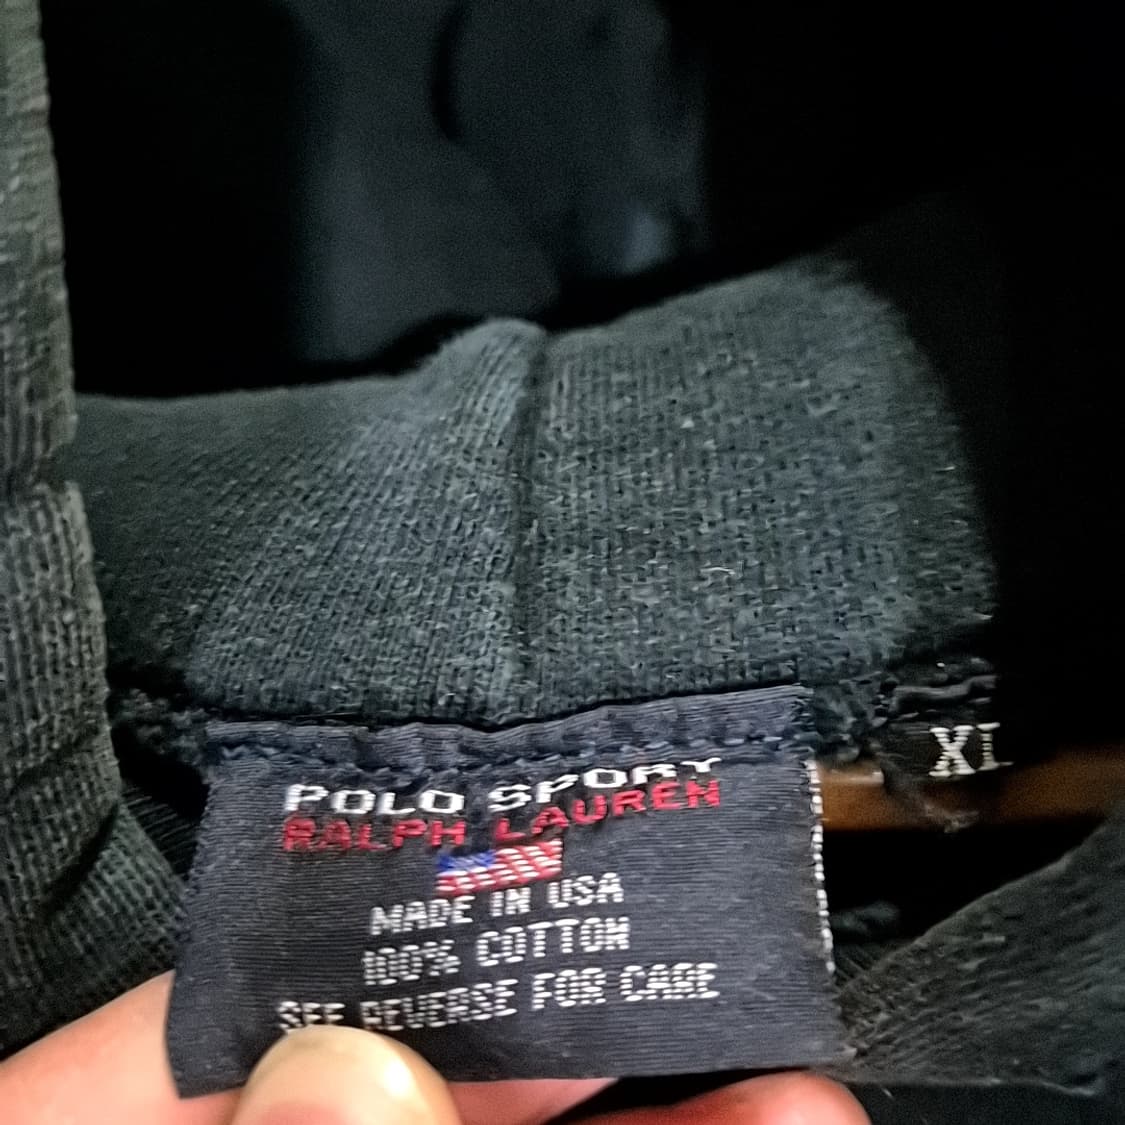 POLO SPORT
RALPH LAUREN
MADE IN USA
100% COTTON
SEE REVERSE FOR CARE
XL